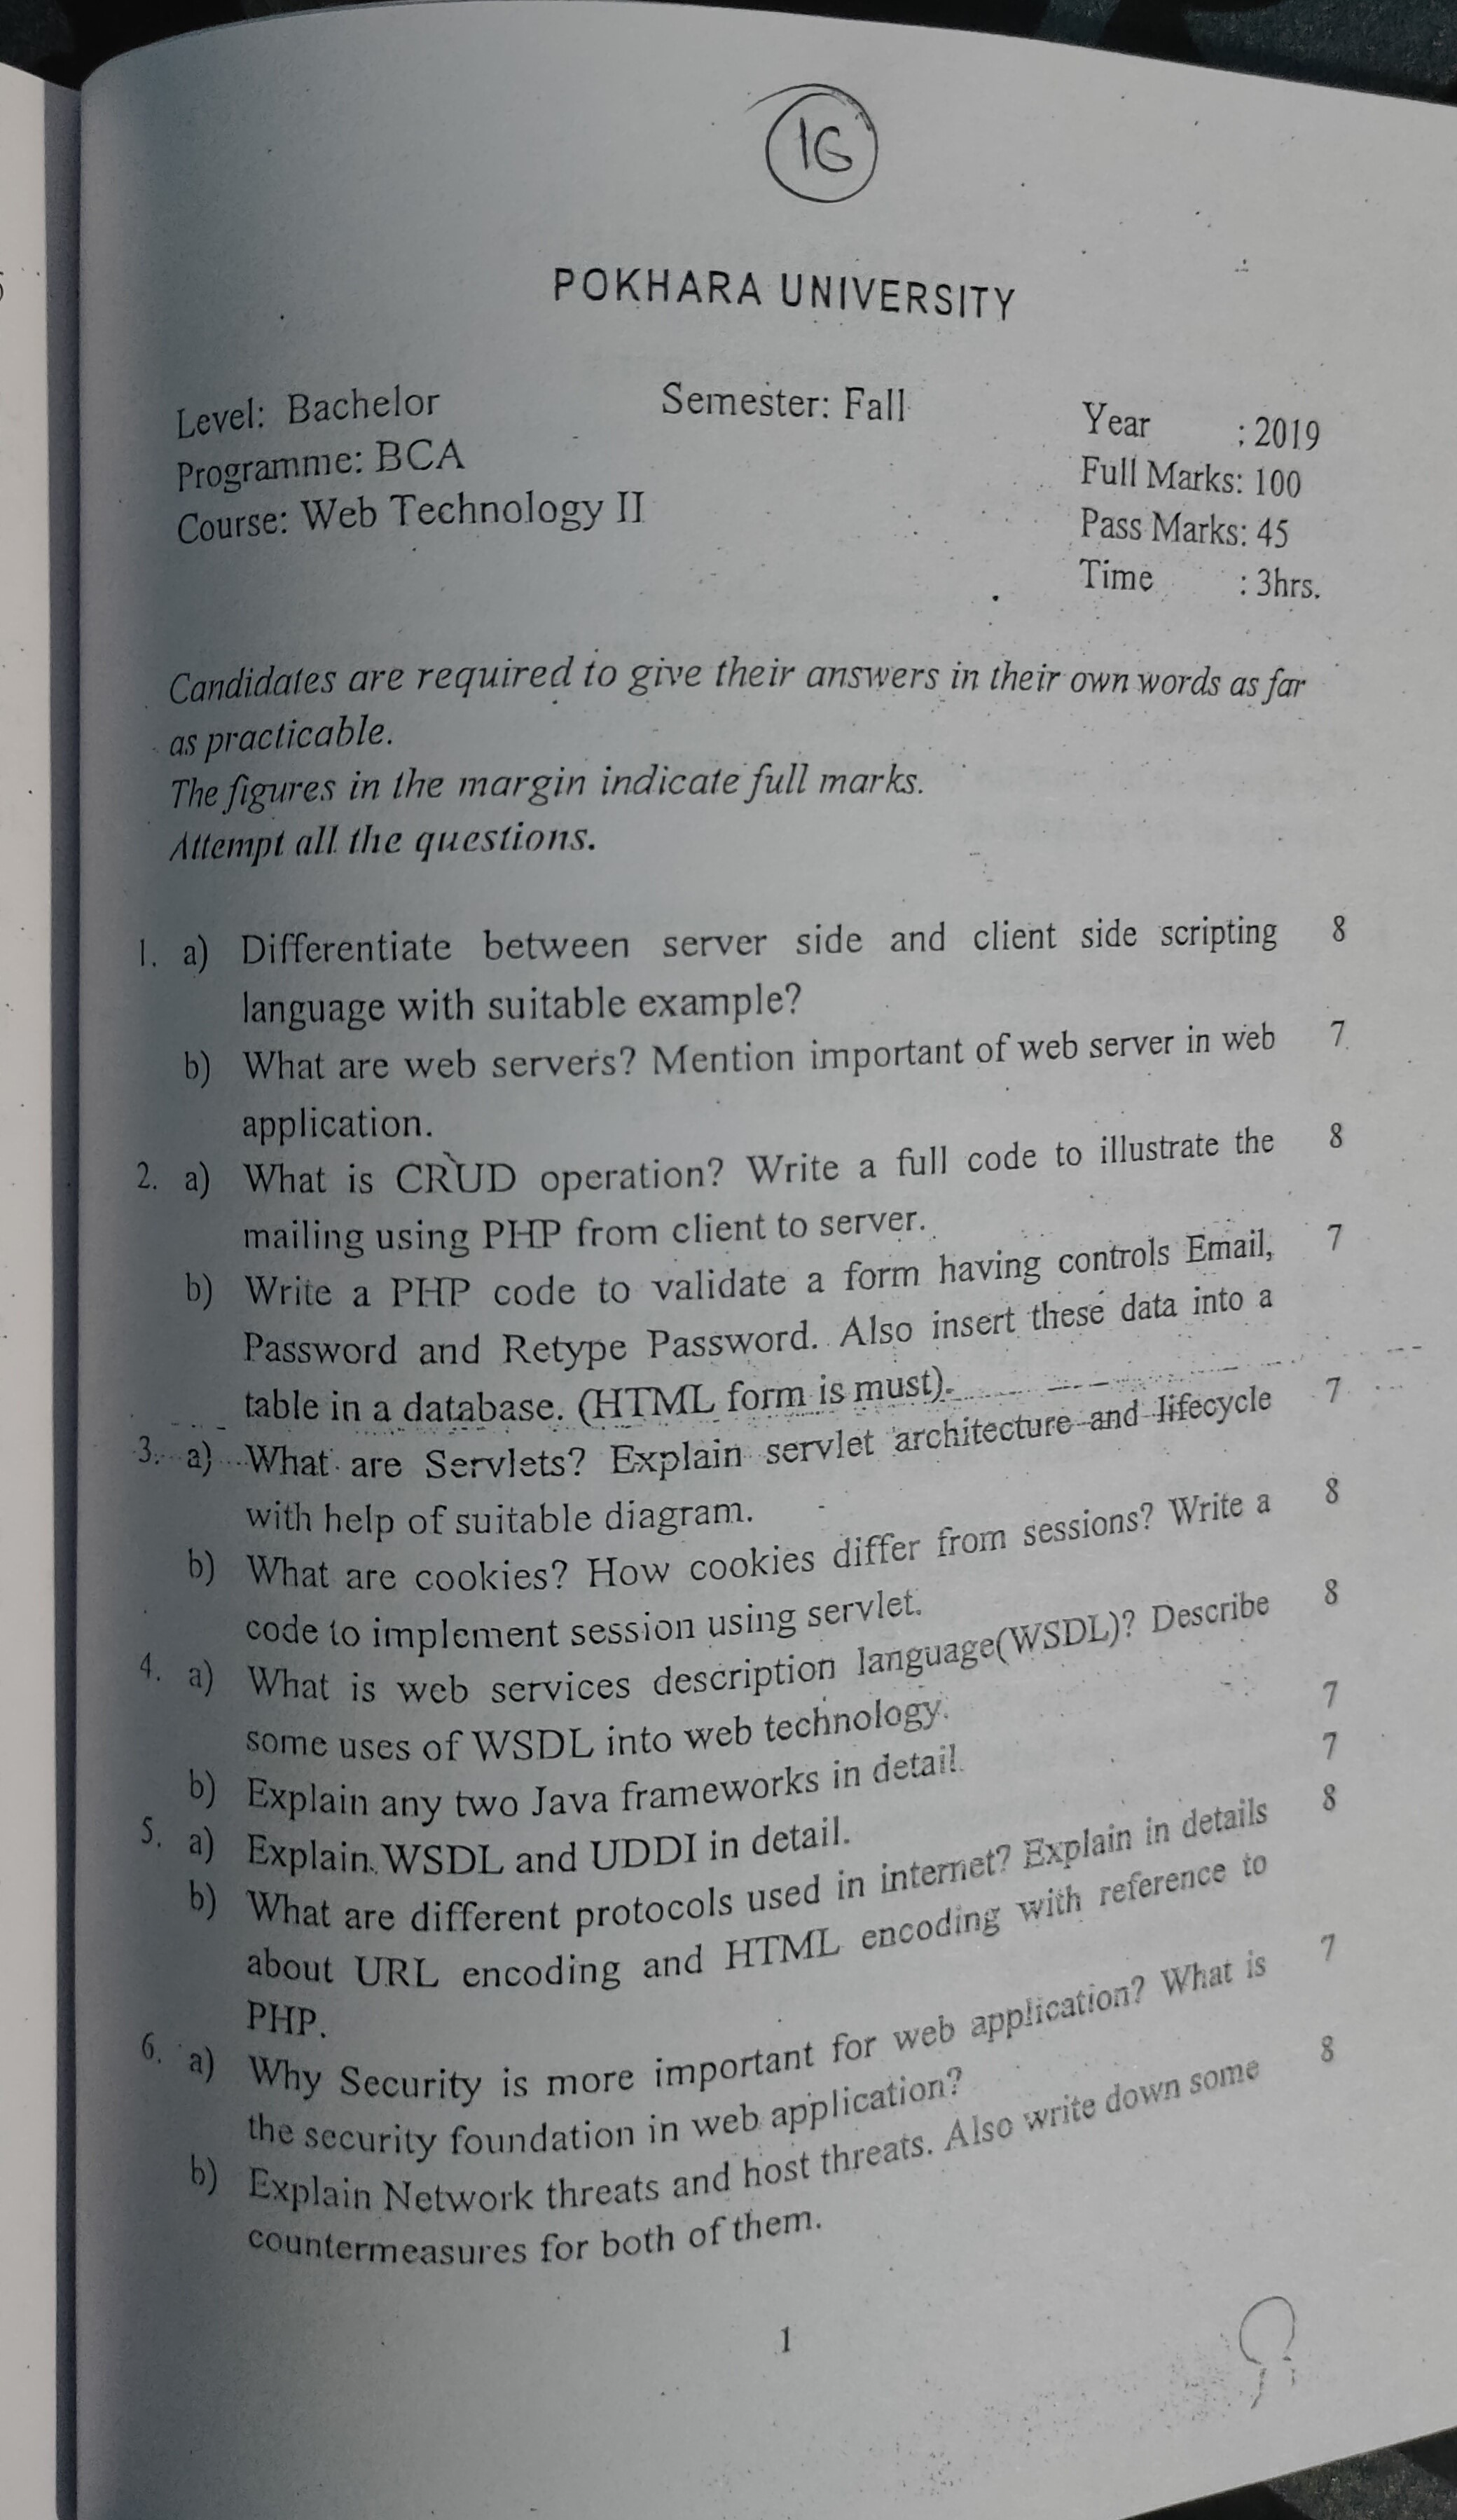 16
POKHARA UNIVERSITY
Level: Bachelor Semester: Fall Year : 2019
Programme: BCA Full Marks: 100
Course: Web Technology II Pass Marks: 45
Time : 3hrs.
Candidates are required to give their answers in their own words as far
as practicable.
The figures in the margin indicate full marks.
Attempt all the questions.
1. a) Differentiate between server side and client side scripting 8
language with suitable example?
b) What are web servers? Mention important of web server in web 7
application.
2. a) What is CRUD operation? Write a full code to illustrate the 8
mailing using PHP from client to server.
b) Write a PHP code to validate a form having controls Email, 7
Password and Retype Password. Also insert these data into a
table in a database. (HTML form is must).
3. a) What are Servlets? Explain servlet architecture and lifecycle 7
with help of suitable diagram.
b) What are cookies? How cookies differ from sessions? Write a 8
code to implement session using servlet.
4. a) What is web services description language(WSDL)? Describe 8
some uses of WSDL into web technology.
b) Explain any two Java frameworks in detail. 7
5. a) Explain WSDL and UDDI in detail. 7
b) What are different protocols used in internet? Explain in details 8
about URL encoding and HTML encoding with reference to
PHP.
6. a) Why Security is more important for web application? What is 7
the security foundation in web application?
b) Explain Network threats and host threats. Also write down some 8
countermeasures for both of them.
1